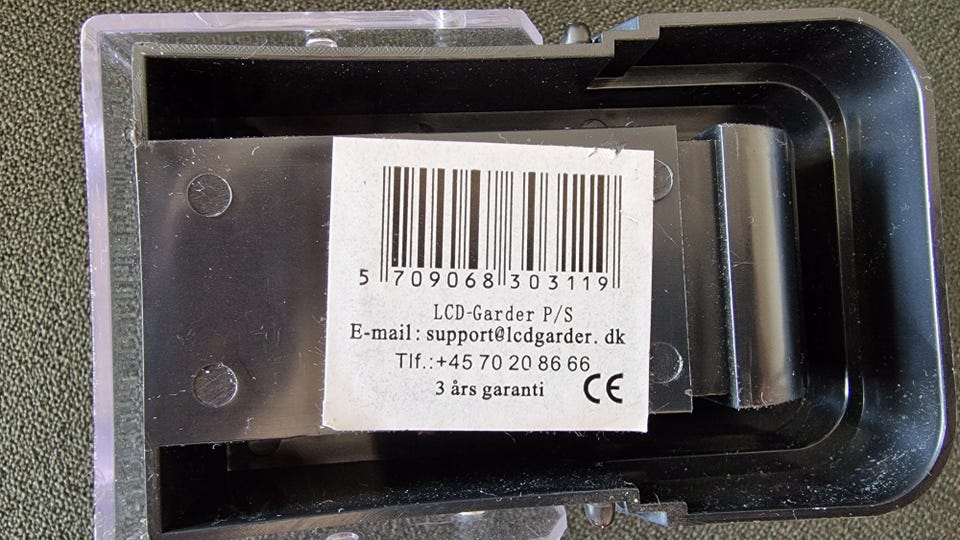 5 709068 303119
LCD-Garder P/S
E-mail: support@lcdgarder. dk
Tlf.:+45 70 20 86 66
3 års garanti CE